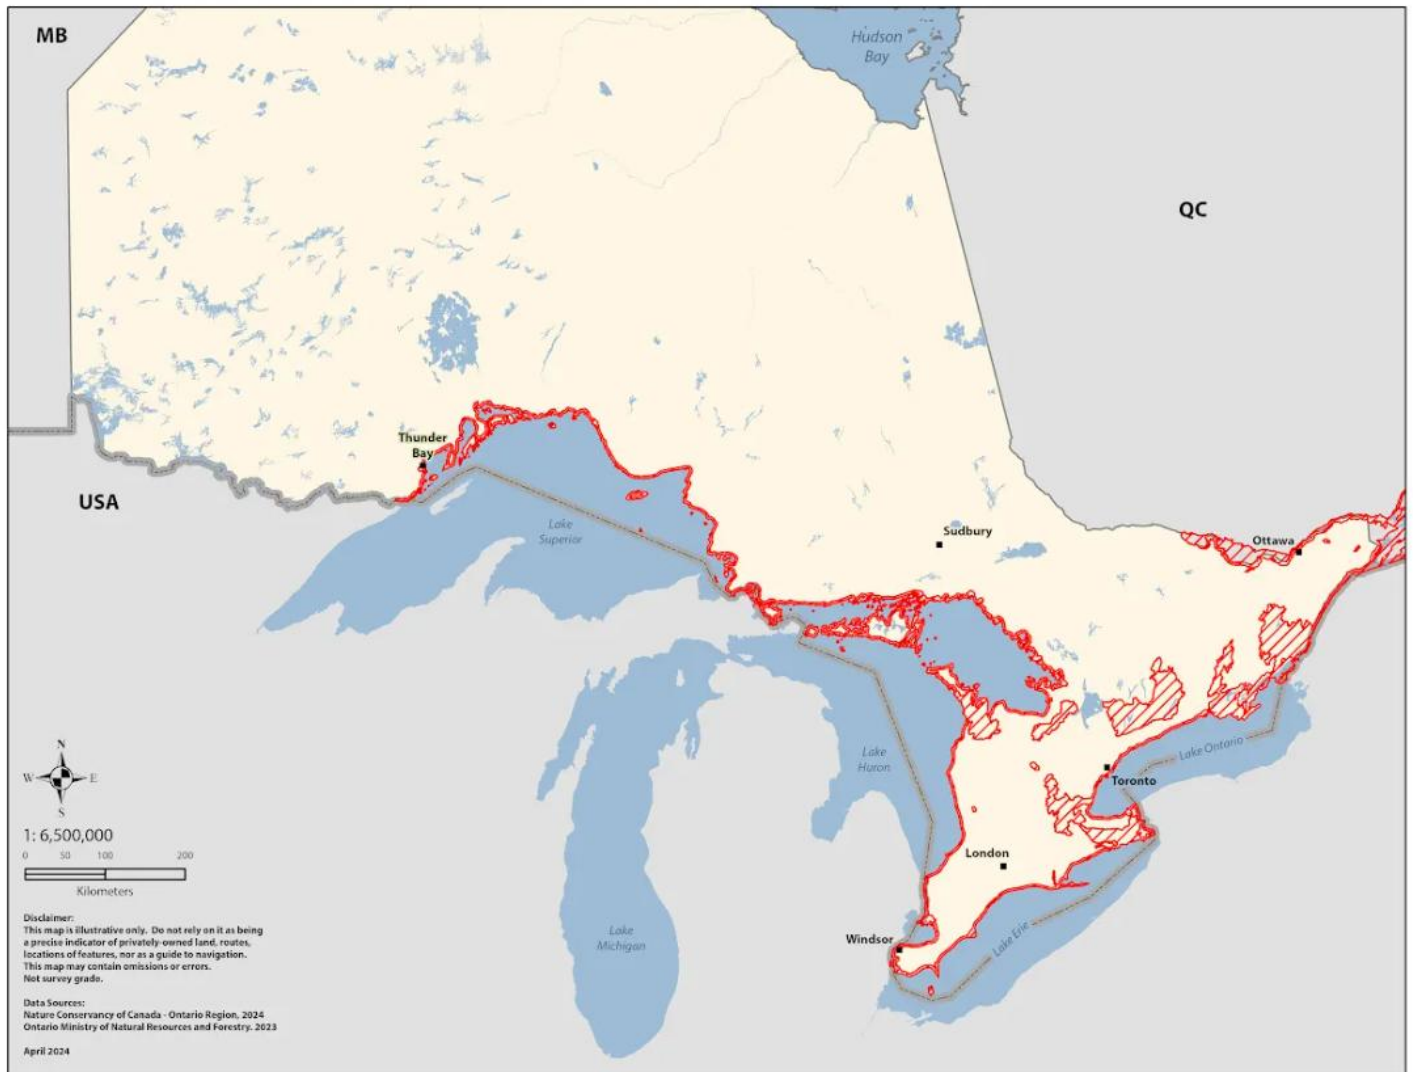 MB
Hudson
Bay
QC
Thunder
Bay
USA
Lake
Superior
Sudbury
Ottawa
Lake
Huron
Lake Ontario
Toronto
London
Lake
Michigan
Windsor
Lake Erie
N
W E
S
1: 6,500,000
0 50 100 200
Kilometers
Disclaimer:
This map is illustrative only. Do not rely on it as being
a precise indicator of privately-owned land, routes,
locations of features, nor as a guide to navigation.
This map may contain omissions or errors.
Not survey grade.
Data Sources:
Nature Conservancy of Canada - Ontario Region, 2024
Ontario Ministry of Natural Resources and Forestry. 2023
April 2024